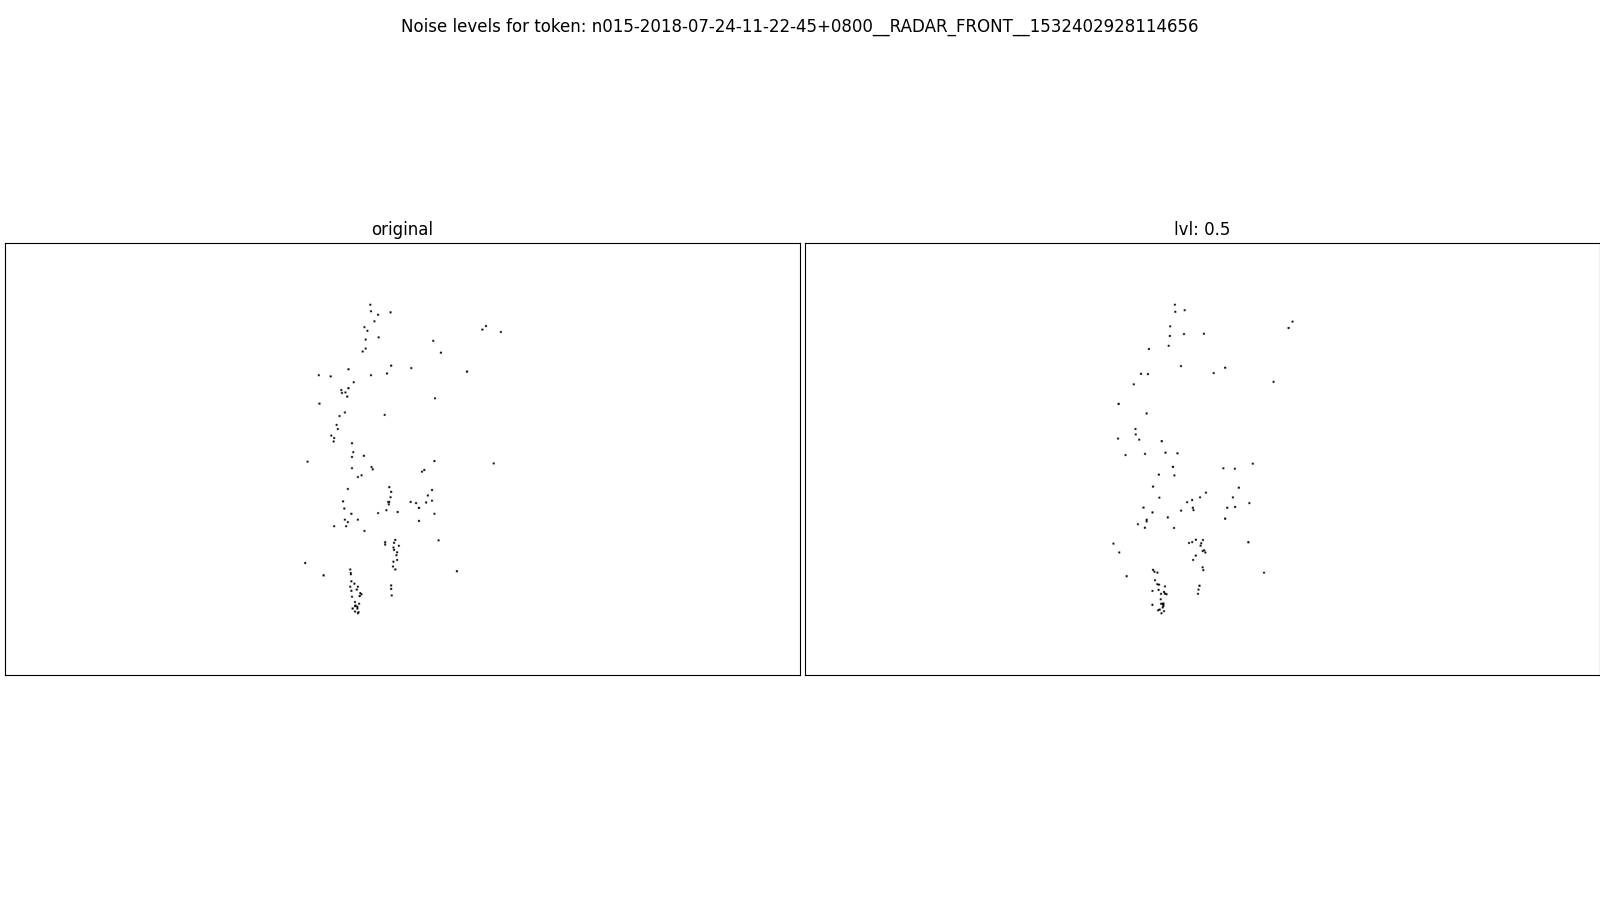 Noise levels for token: n015-2018-07-24-11-22-45+0800__RADAR_FRONT__1532402928114656
original
lvl: 0.5